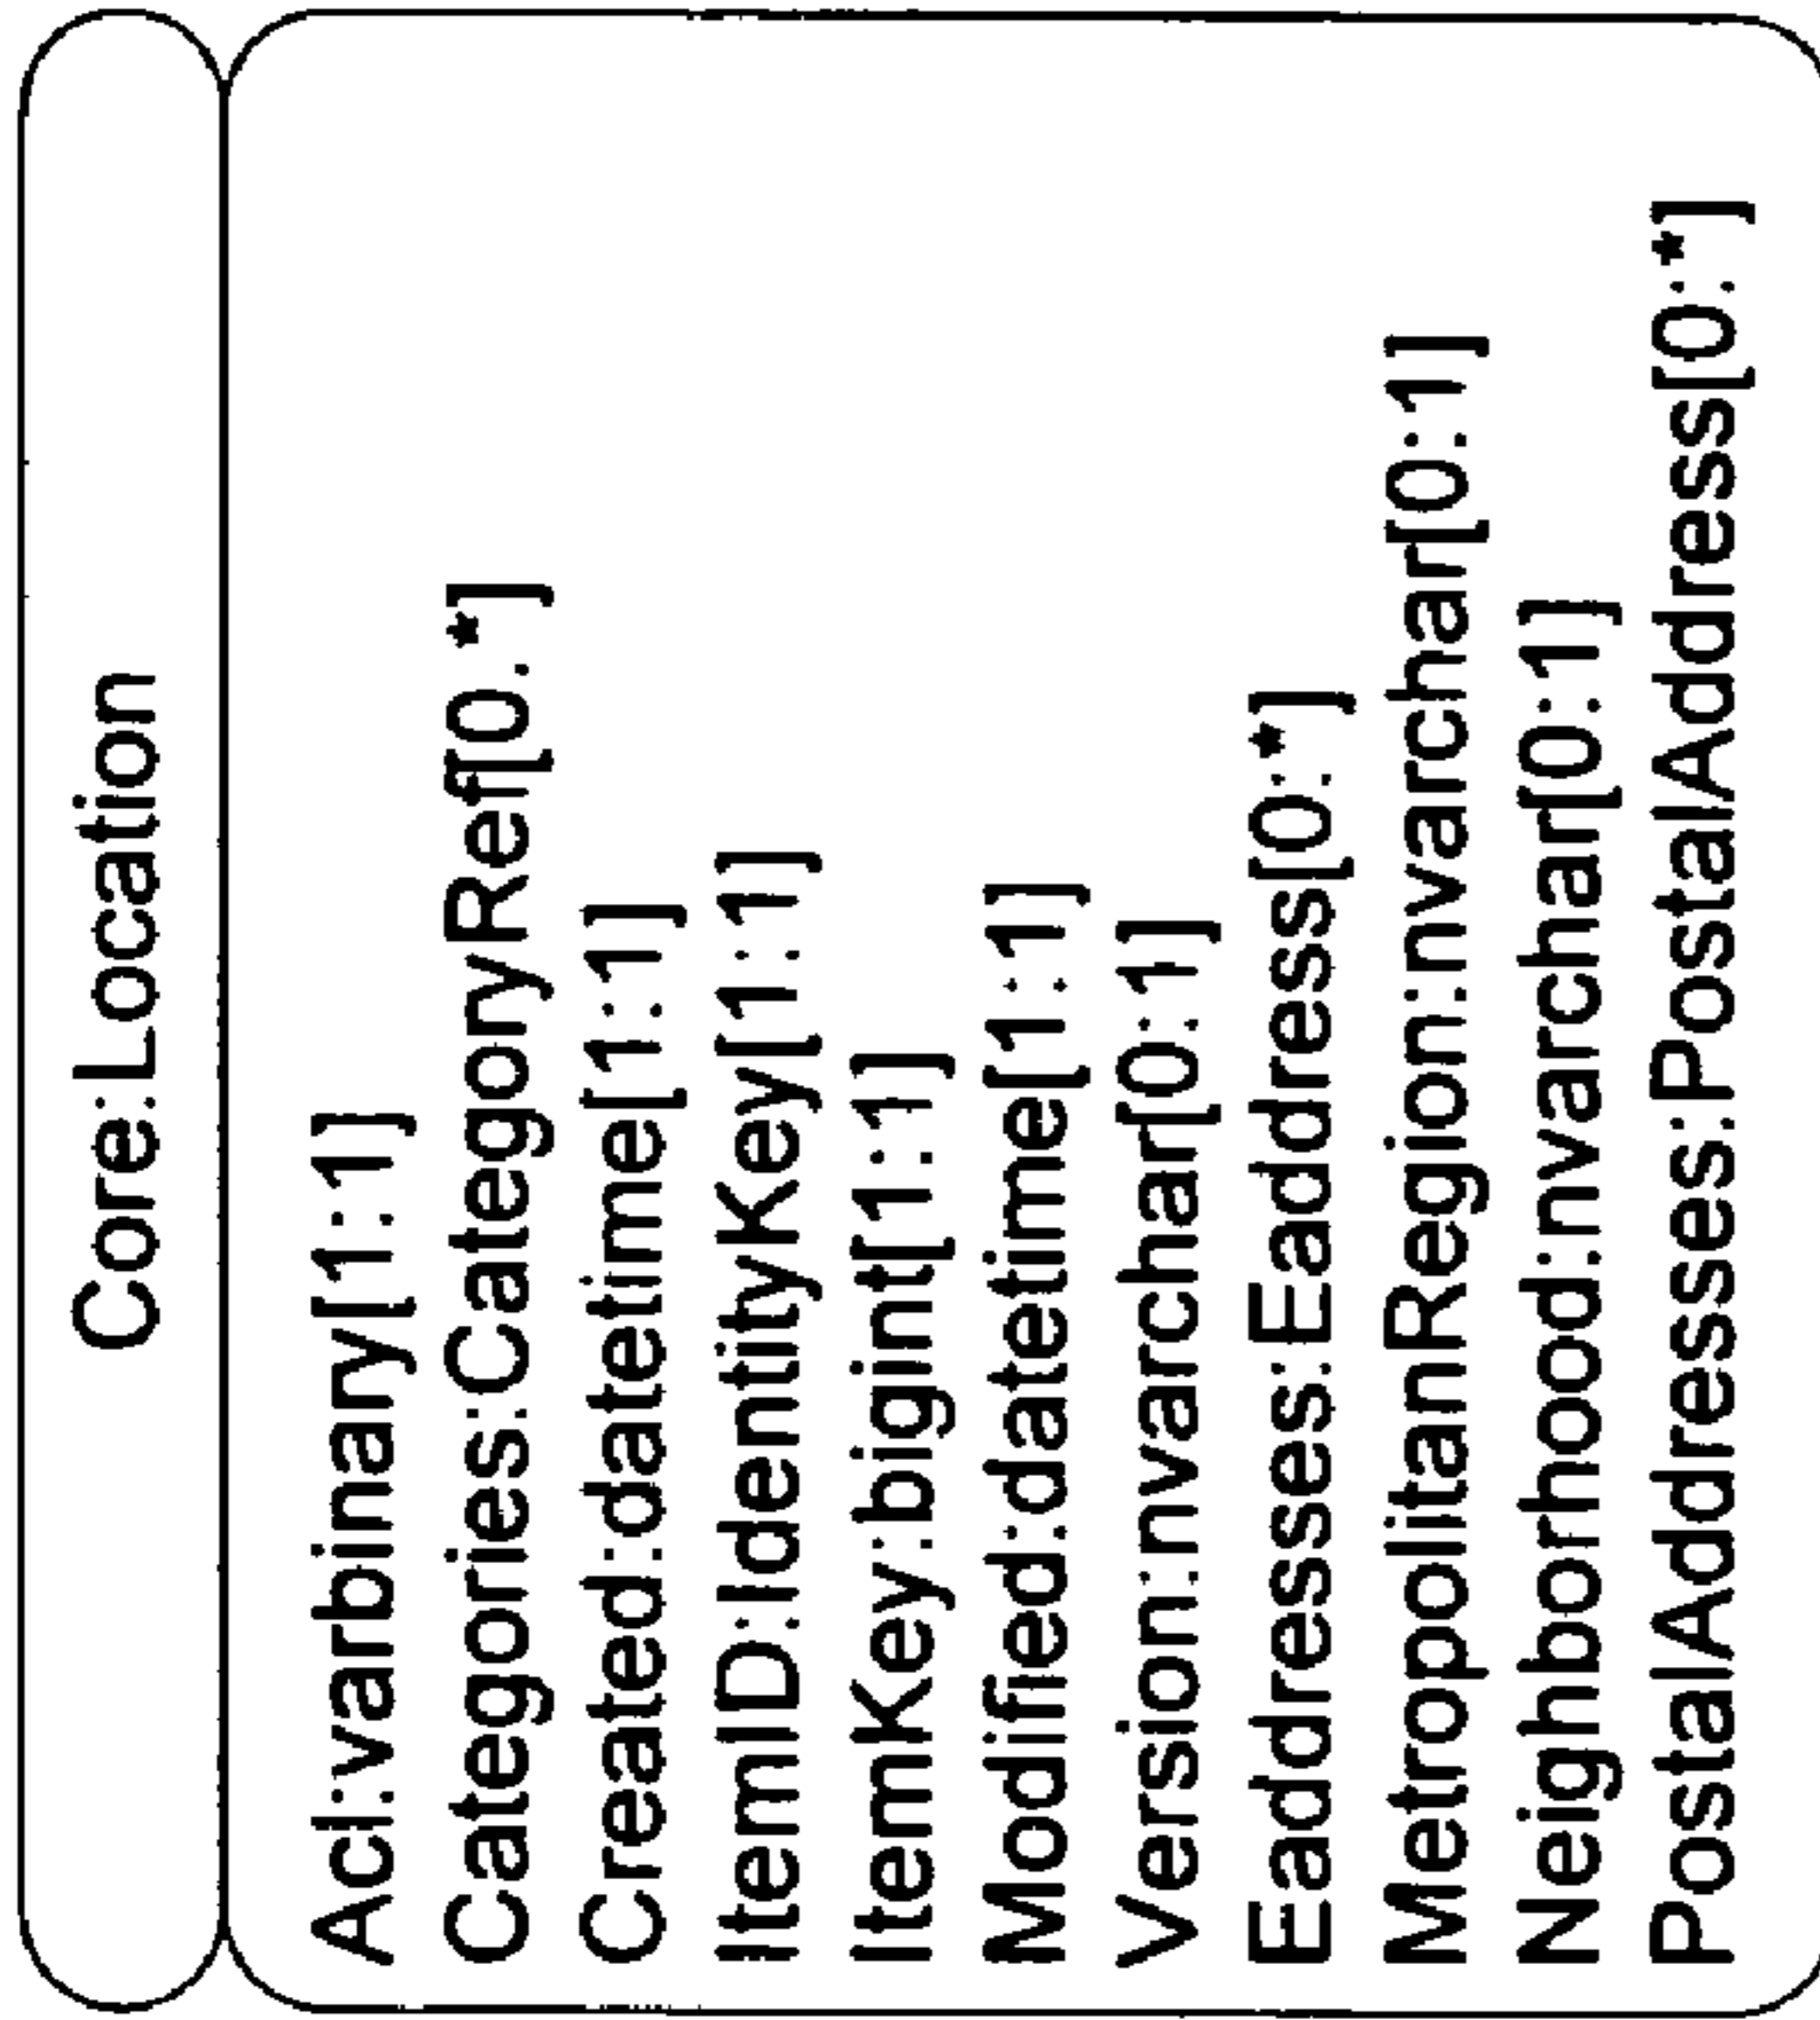 Core:Location
Acl:varbinary[1:1]
Categories:CategoryRef[0.*]
Created:datetime[1:1]
ItemID:IdentityKey[1:1]
ItemKey:bigint[1:1]
Modified:datetime[1:1]
Version:nvarchar[0:1]
Eaddresses:Eaddress[0:*]
MetropolitanRegion:nvarchar[0:1]
Neighborhood:nvarchar[0:1]
PostalAddresses:PostalAddress[0:*]